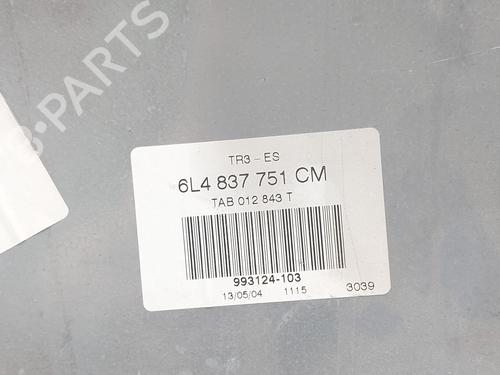 B-PARTS
TR3-ES
6L4 837 751 CM
TAB 012 843 T
993124-103
13/05/04 1115 3039